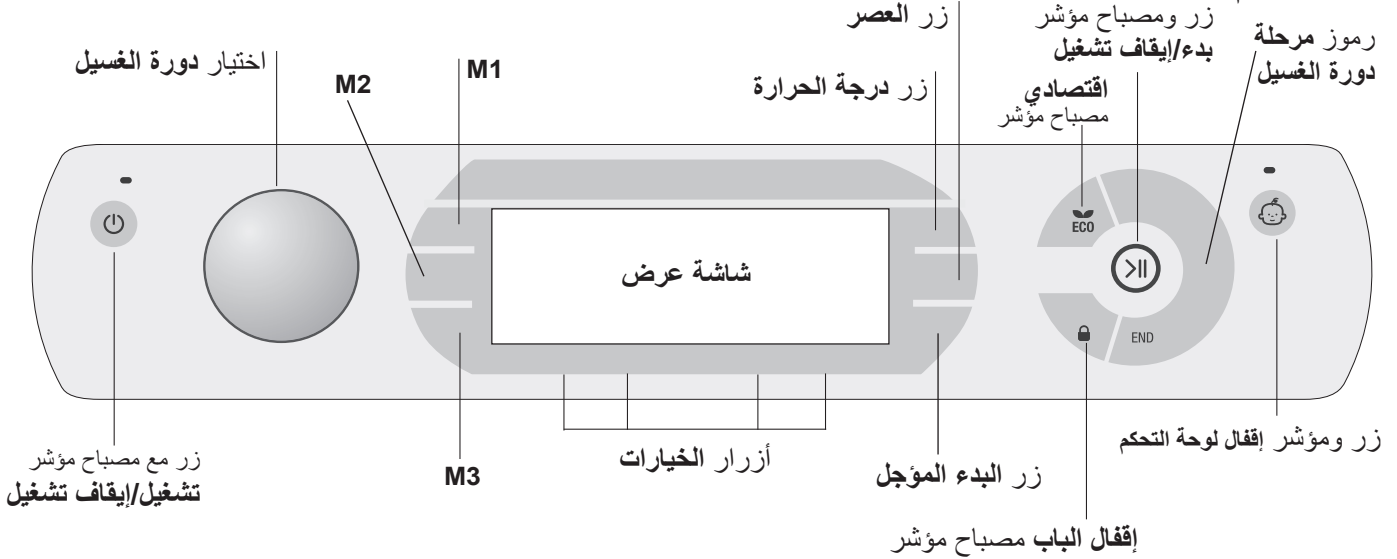 زر العصر
زر ومصباح مؤشر
بدء/إيقاف تشغيل
رموز مرحلة
دورة الغسيل
اختيار دورة الغسيل
M1
M2
زر درجة الحرارة
اقتصادي
مصباح مؤشر
ECO
شاشة عرض
END
زر مع مصباح مؤشر
تشغيل/إيقاف تشغيل
M3
أزرار الخيارات
زر البدء المؤجل
زر ومؤشر إقفال لوحة التحكم
إقفال الباب مصباح مؤشر